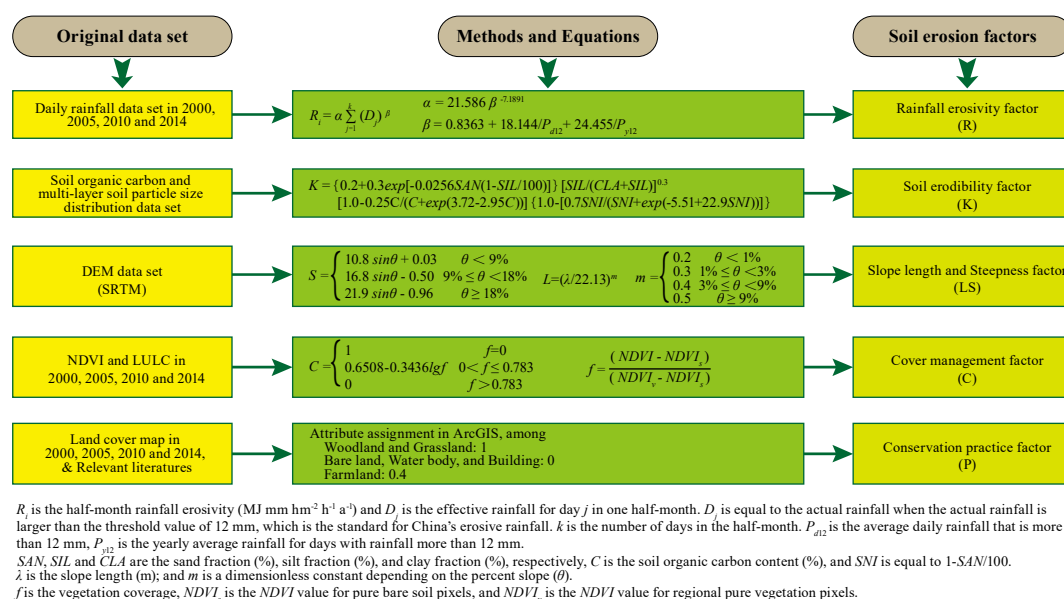 Original data set
Methods and Equations
Soil erosion factors
Daily rainfall data set in 2000,
2005, 2010 and 2014
R_i = α Σ_{j=1}^{k} (D_j)^β
α = 21.586 β^{-7.1891}
β = 0.8363 + 18.144/P_{d12} + 24.455/P_{y12}
Rainfall erosivity factor
(R)
Soil organic carbon and
multi-layer soil particle size
distribution data set
K = {0.2+0.3exp[-0.0256SAN(1-SIL/100)]} [SIL/(CLA+SIL)]^{0.3}
[1.0-0.25C/(C+exp(3.72-2.95C))] {1.0-[0.7SNI/(SNI+exp(-5.51+22.9SNI))]}
Soil erodibility factor
(K)
DEM data set
(SRTM)
S =
10.8 sinθ + 0.03 θ < 9%
16.8 sinθ - 0.50 9% ≤ θ <18%
21.9 sinθ - 0.96 θ ≥ 18%
L=(λ/22.13)^m
m =
0.2 θ < 1%
0.3 1% ≤ θ <3%
0.4 3% ≤ θ <9%
0.5 θ ≥ 9%
Slope length and Steepness factor
(LS)
NDVI and LULC in
2000, 2005, 2010 and 2014
C =
1 f=0
0.6508-0.3436lgf 0< f ≤ 0.783
0 f > 0.783
f = (NDVI - NDVI_s) / (NDVI_v - NDVI_s)
Cover management factor
(C)
Land cover map in
2000, 2005, 2010 and 2014,
& Relevant literatures
Attribute assignment in ArcGIS, among
Woodland and Grassland: 1
Bare land, Water body, and Building: 0
Farmland: 0.4
Conservation practice factor
(P)
R_i is the half-month rainfall erosivity (MJ mm hm^{-2} h^{-1} a^{-1}) and D_j is the effective rainfall for day j in one half-month. D_j is equal to the actual rainfall when the actual rainfall is
larger than the threshold value of 12 mm, which is the standard for China's erosive rainfall. k is the number of days in the half-month. P_{d12} is the average daily rainfall that is more
than 12 mm, P_{y12} is the yearly average rainfall for days with rainfall more than 12 mm.
SAN, SIL and CLA are the sand fraction (%), silt fraction (%), and clay fraction (%), respectively, C is the soil organic carbon content (%), and SNI is equal to 1-SAN/100.
λ is the slope length (m); and m is a dimensionless constant depending on the percent slope (θ).
f is the vegetation coverage, NDVI_s is the NDVI value for pure bare soil pixels, and NDVI_v is the NDVI value for regional pure vegetation pixels.